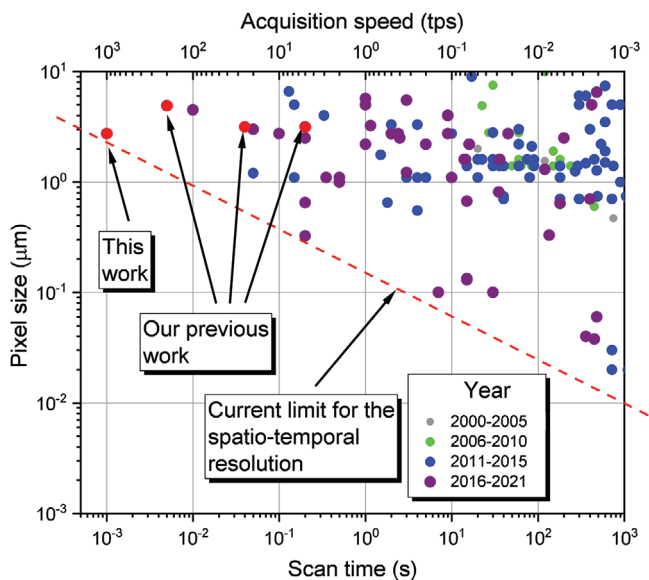 Acquisition speed (tps)
10³ 10² 10¹ 10⁰ 10⁻¹ 10⁻² 10⁻³
10¹
10⁰
10⁻¹
10⁻²
10⁻³
Pixel size (μm)
This
work
Our previous
work
Current limit for the
spatio-temporal
resolution
Year
2000-2005
2006-2010
2011-2015
2016-2021
10⁻³ 10⁻² 10⁻¹ 10⁰ 10¹ 10² 10³
Scan time (s)